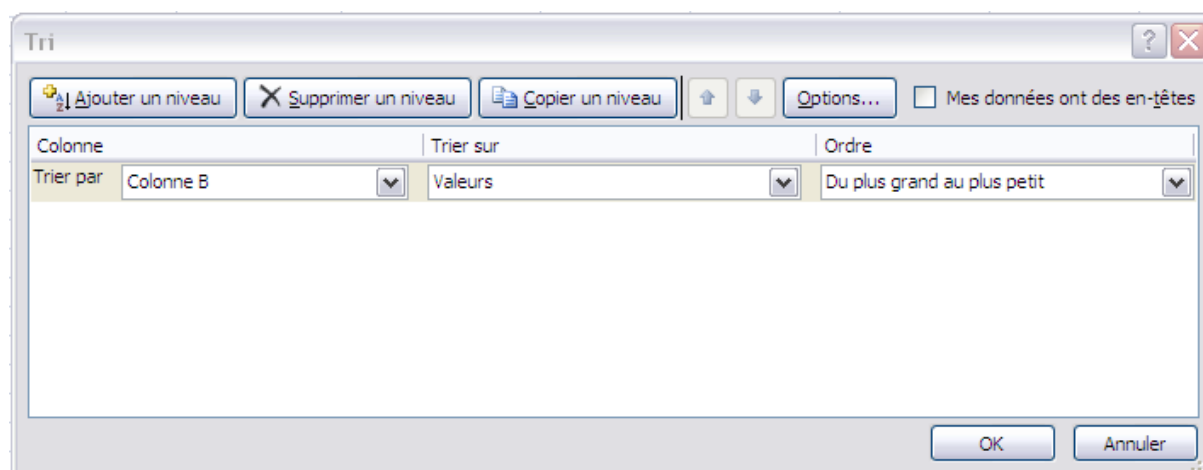 Tri
Ajouter un niveau Supprimer un niveau Copier un niveau Options... Mes données ont des en-têtes
Colonne Trier sur Ordre
Trier par Colonne B Valeurs Du plus grand au plus petit
OK Annuler